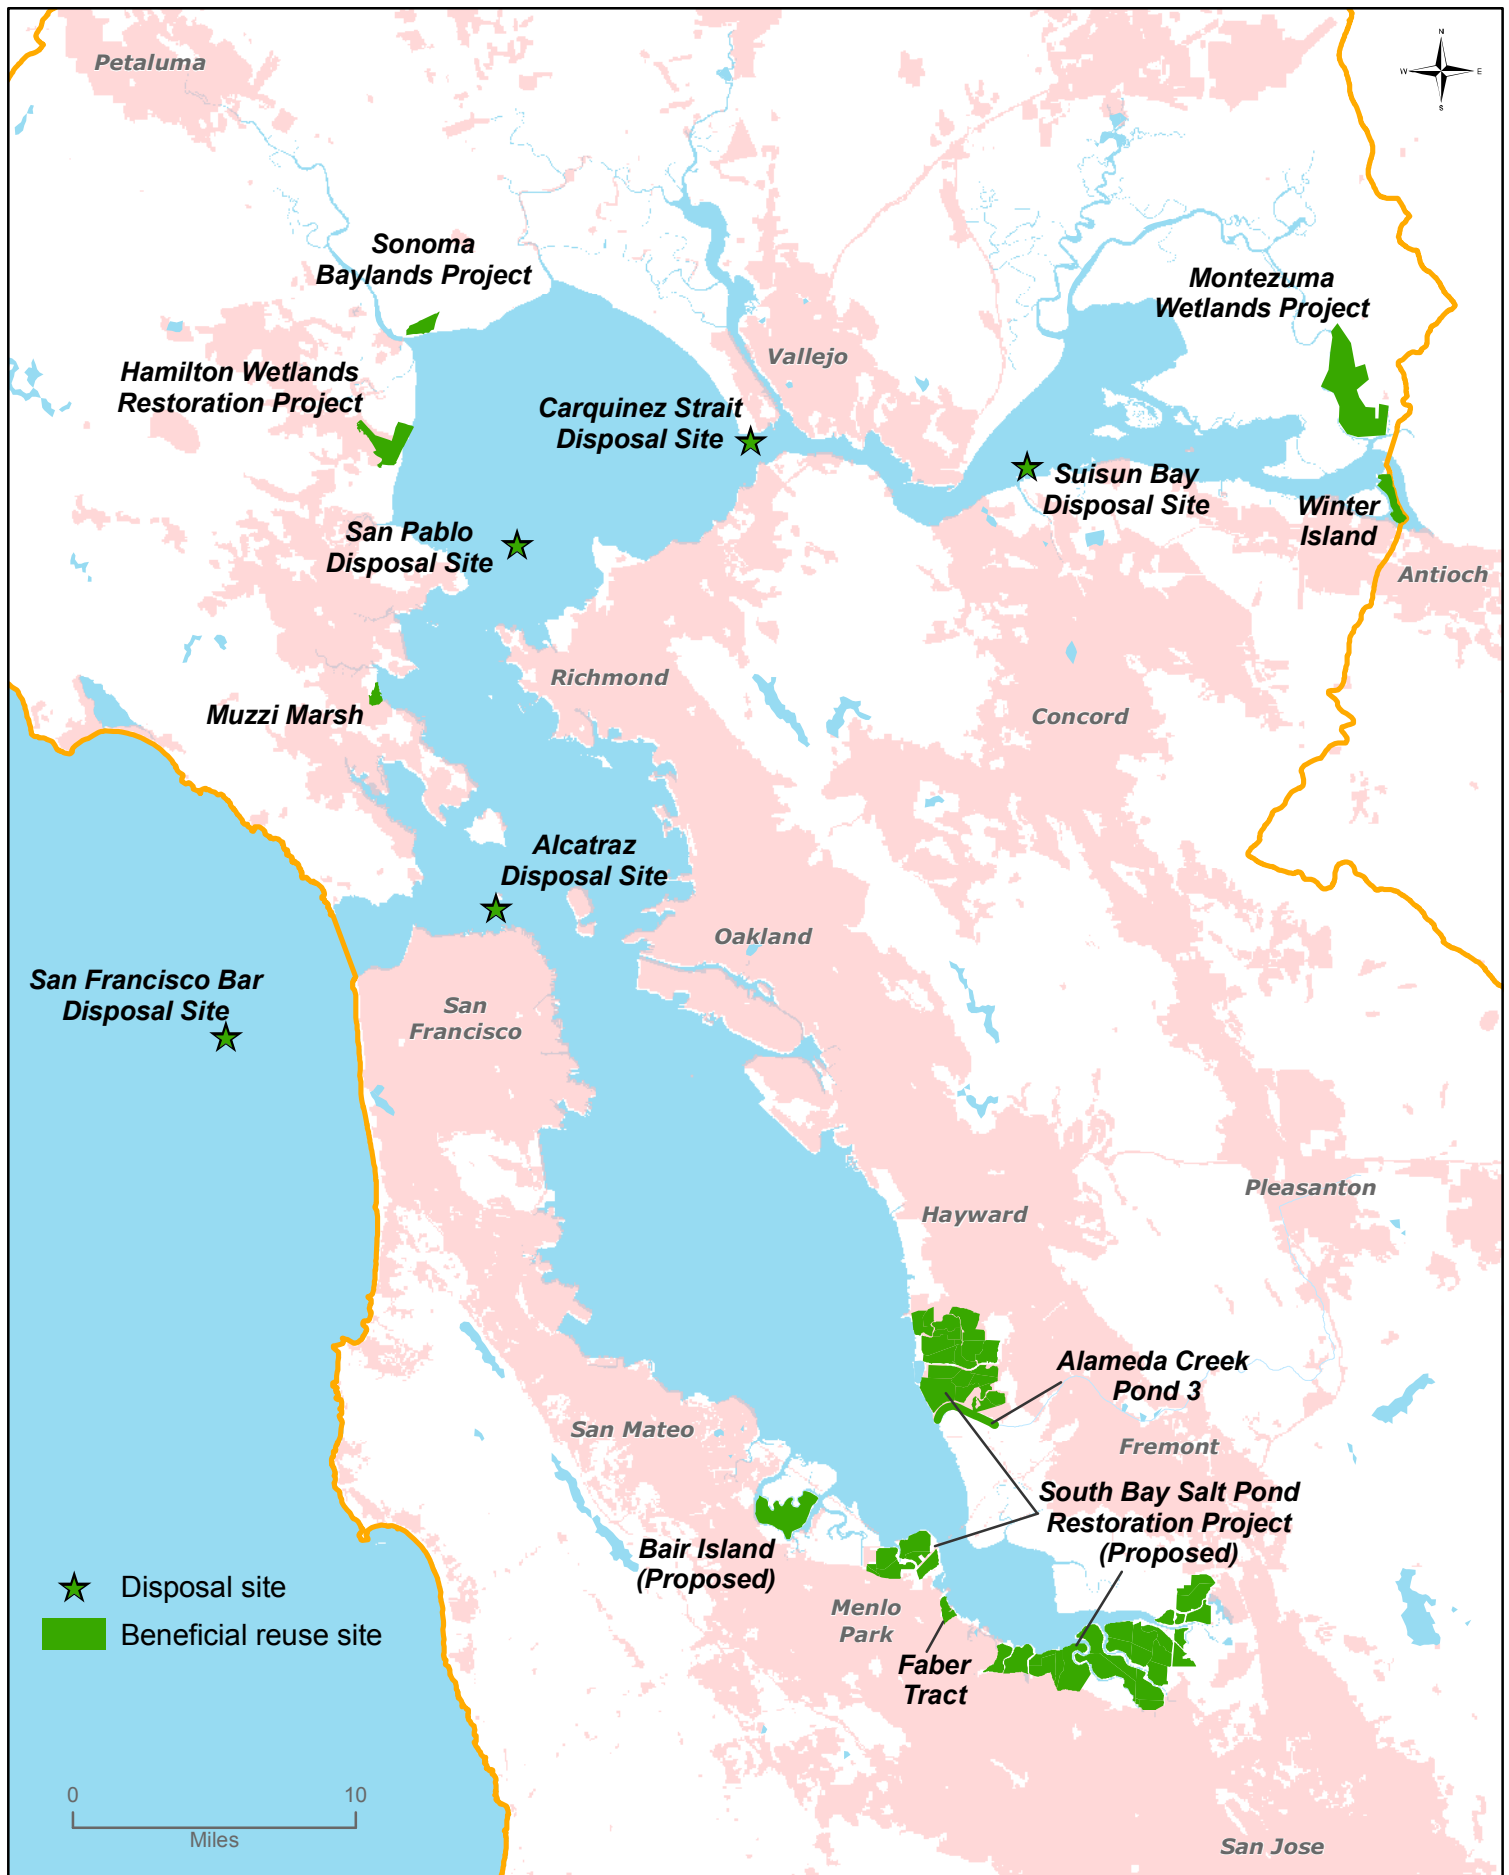 Petaluma
N
W
E
S
Sonoma
Baylands Project
Montezuma
Wetlands Project
Vallejo
Hamilton Wetlands
Restoration Project
Carquinez Strait
Disposal Site
Suisun Bay
Disposal Site
Winter
Island
San Pablo
Disposal Site
Antioch
Richmond
Muzzi Marsh
Concord
Alcatraz
Disposal Site
Oakland
San Francisco Bar
Disposal Site
San
Francisco
Pleasanton
Hayward
Alameda Creek
Pond 3
San Mateo
Fremont
South Bay Salt Pond
Restoration Project
(Proposed)
Bair Island
(Proposed)
Disposal site
Menlo
Park
Beneficial reuse site
Faber
Tract
0
10
Miles
San Jose